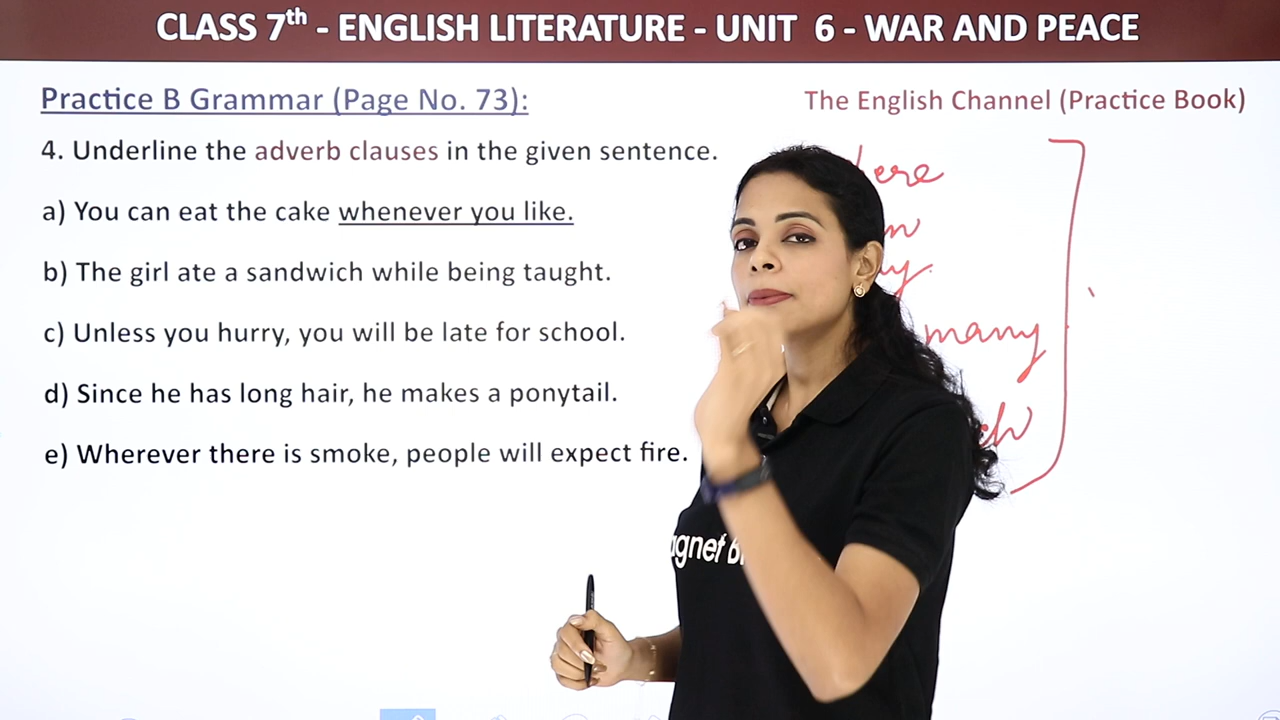 CLASS 7th - ENGLISH LITERATURE - UNIT 6 - WAR AND PEACE
Practice B Grammar (Page No. 73):
The English Channel (Practice Book)
4. Underline the adverb clauses in the given sentence.
a) You can eat the cake whenever you like.
b) The girl ate a sandwich while being taught.
c) Unless you hurry, you will be late for school.
many
d) Since he has long hair, he makes a ponytail.
e) Wherever there is smoke, people will expect fire.